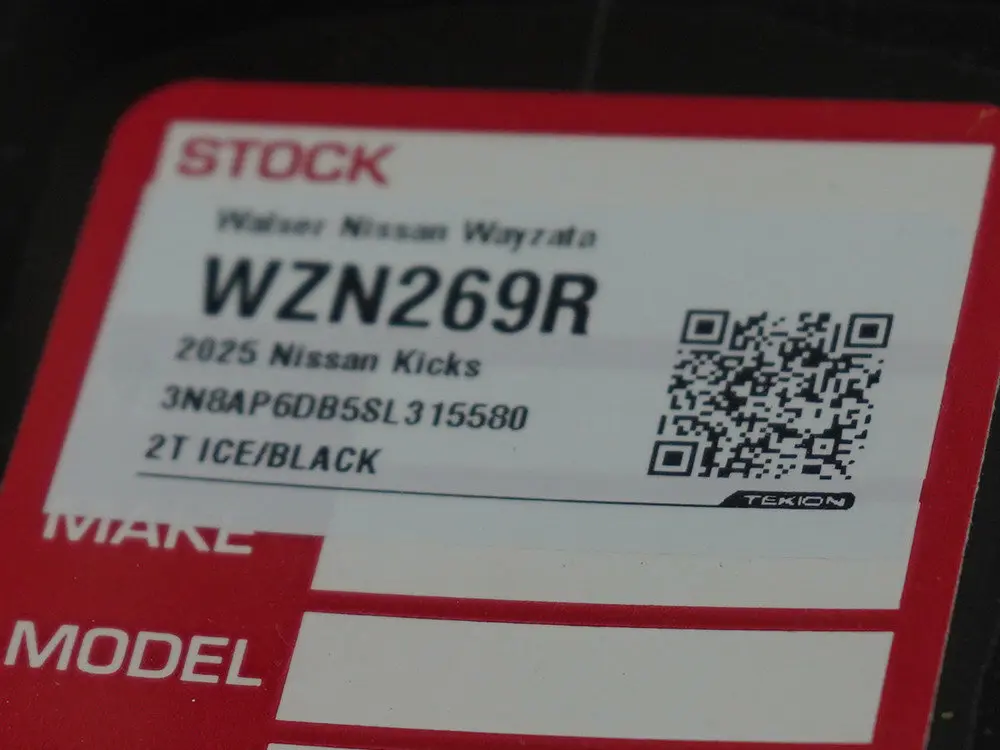 STOCK
Walser Nissan Wayzata
WZN269R
2025 Nissan Kicks
3N8AP6DB5SL315580
2T ICE/BLACK
TEKION
MAKE
MODEL